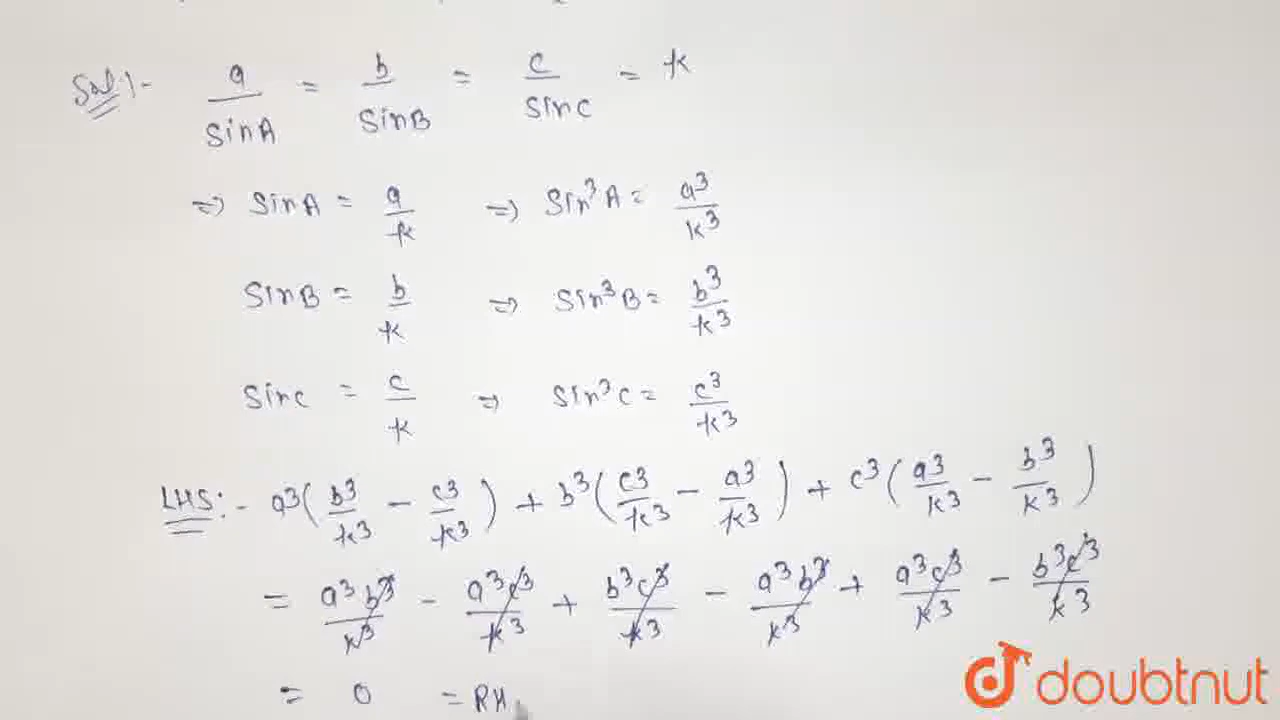 Sol:- a/SinA = b/SinB = c/Sinc = k
=> SinA = a/k => Sin³A = a³/k³
SinB = b/k => Sin³B = b³/k³
Sinc = c/k => Sin³c = c³/k³
LHS:- a³(b³/k³ - c³/k³) + b³(c³/k³ - a³/k³) + c³(a³/k³ - b³/k³)
= a³b³/k³ - a³c³/k³ + b³c³/k³ - a³b³/k³ + a³c³/k³ - b³c³/k³
= 0 = RH
doubtnut